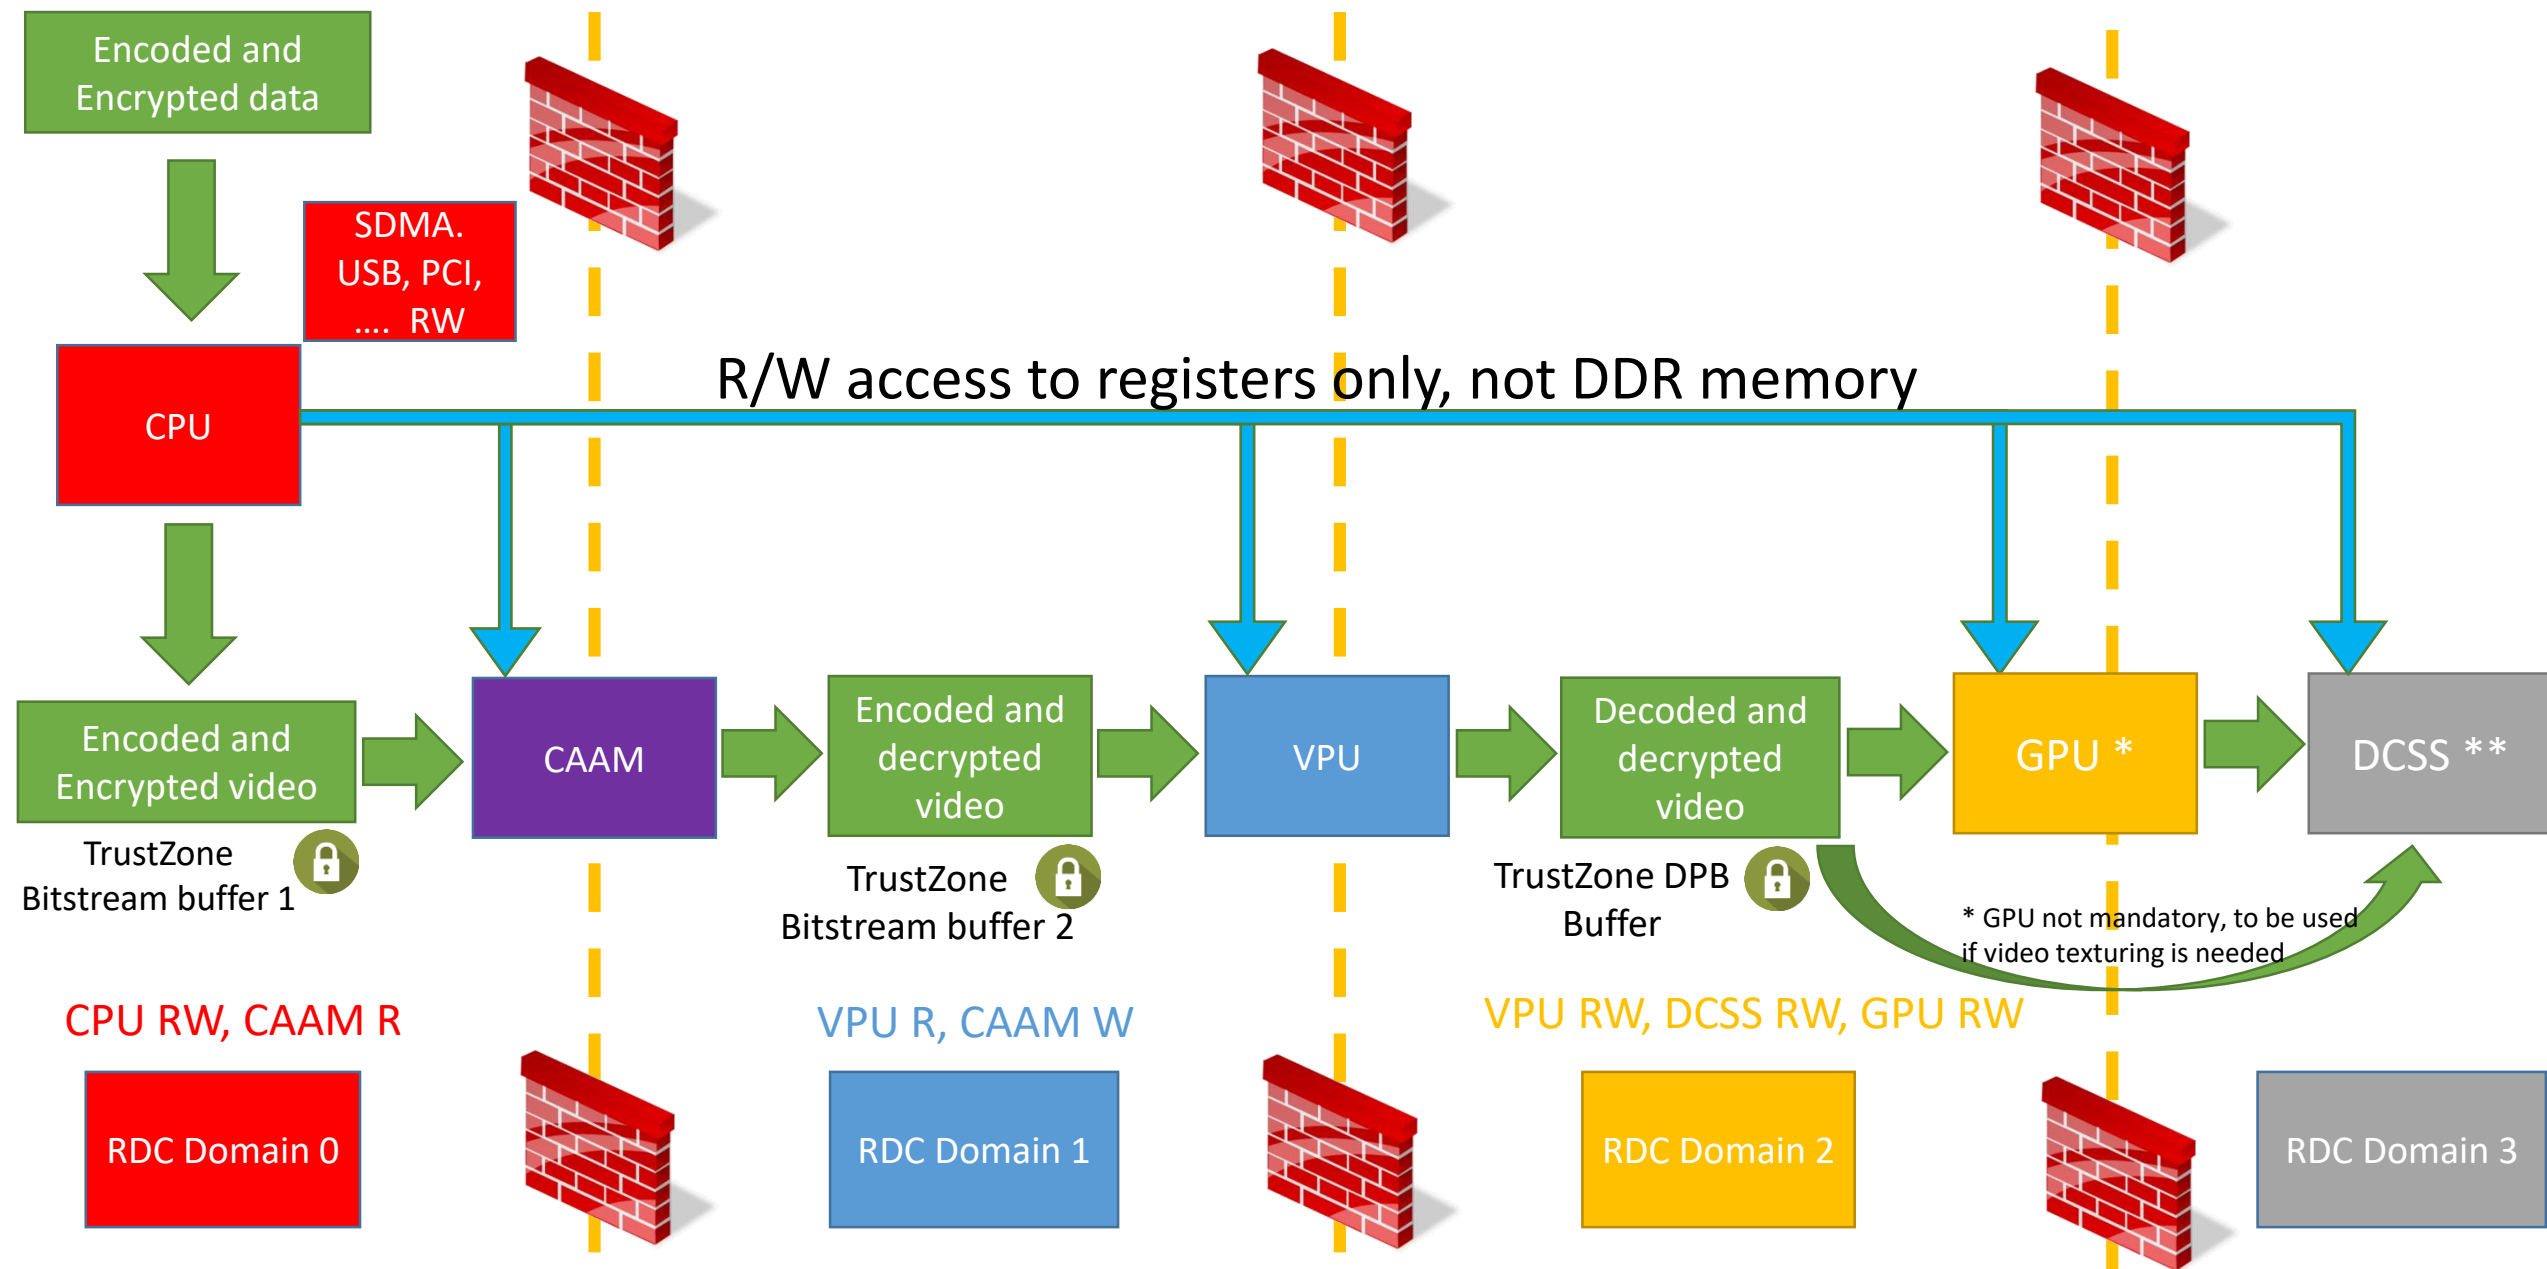 Encoded and
Encrypted data
SDMA.
USB, PCI,
.... RW
R/W access to registers only, not DDR memory
CPU
Encoded and
Encrypted video
CAAM
Encoded and
decrypted
video
VPU
Decoded and
decrypted
video
GPU *
DCSS **
TrustZone
Bitstream buffer 1
TrustZone
Bitstream buffer 2
TrustZone DPB
Buffer
* GPU not mandatory, to be used
if video texturing is needed
CPU RW, CAAM R
VPU R, CAAM W
VPU RW, DCSS RW, GPU RW
RDC Domain 0
RDC Domain 1
RDC Domain 2
RDC Domain 3